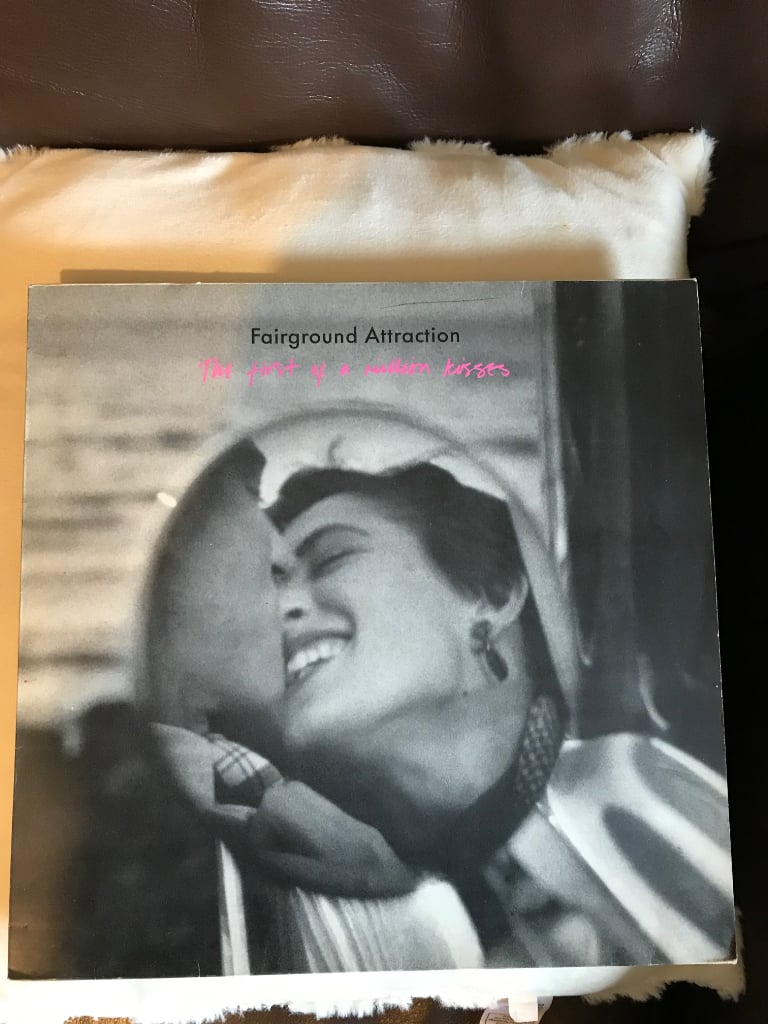 Fairground Attraction
The first of a million kisses